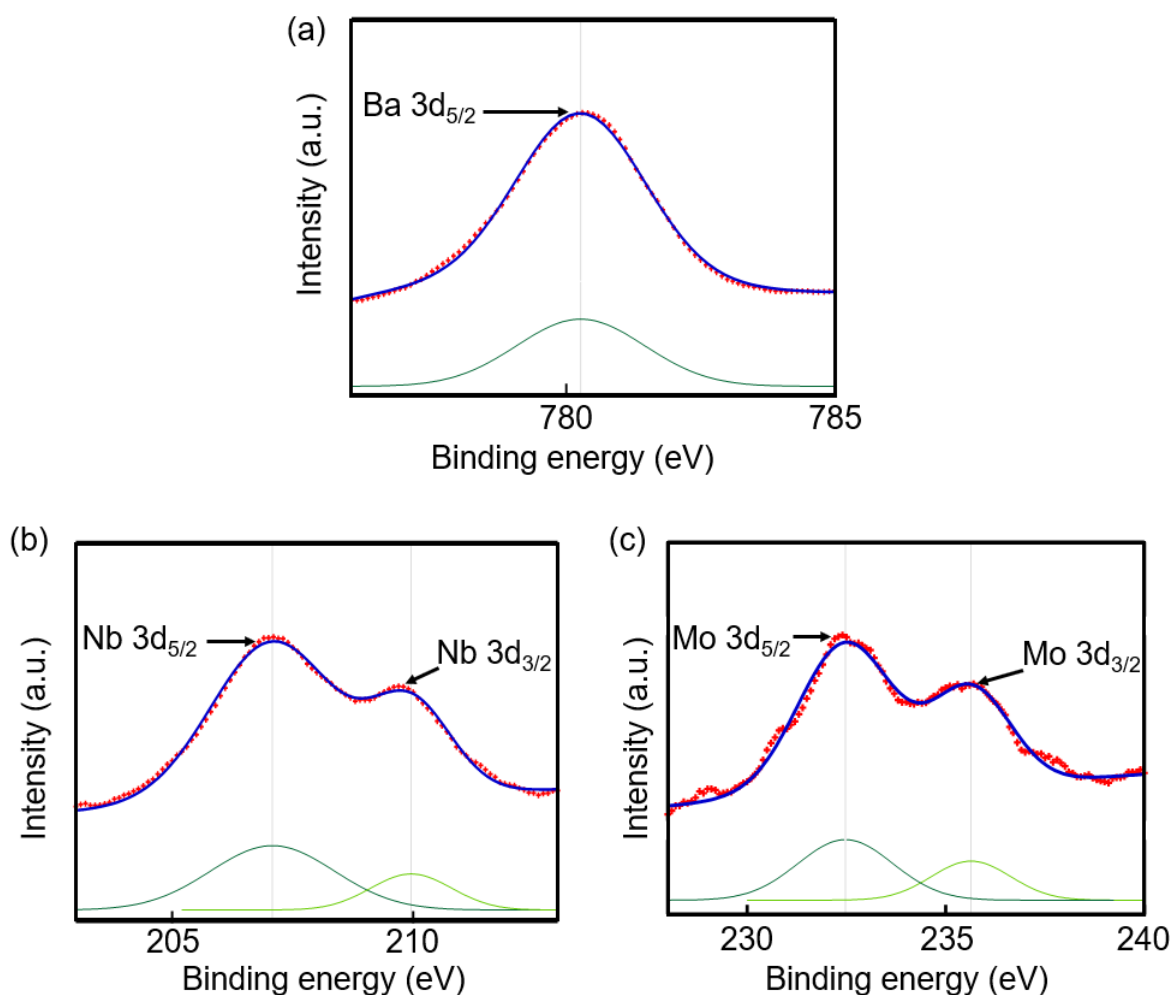 (a)
Ba 3d5/2
Intensity (a.u.)
780 785
Binding energy (eV)
(b)
Nb 3d5/2
Nb 3d3/2
Intensity (a.u.)
205 210
Binding energy (eV)
(c)
Mo 3d5/2
Mo 3d3/2
Intensity (a.u.)
230 235 240
Binding energy (eV)